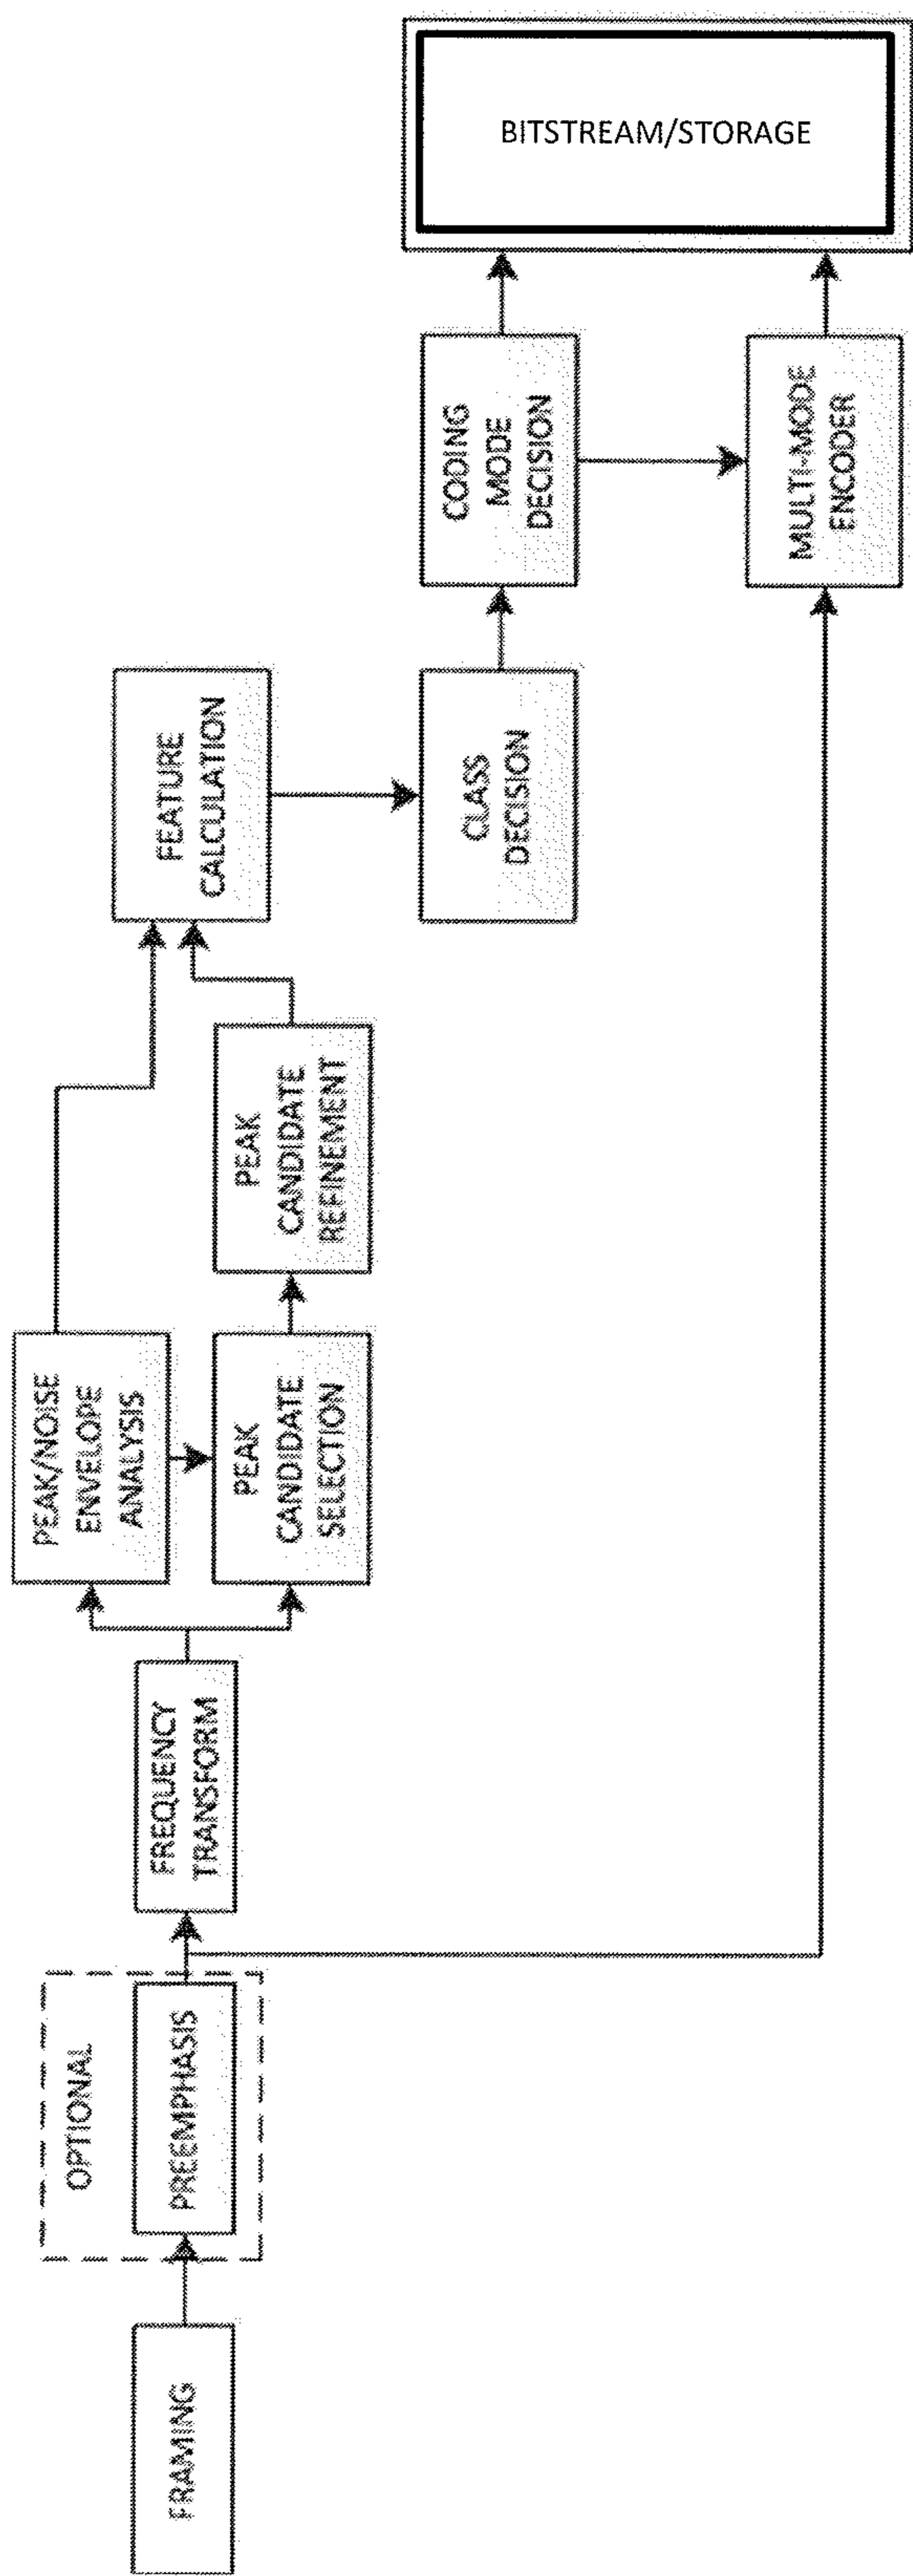 FRAMING
OPTIONAL
PREEMPHASIS
FREQUENCY
TRANSFORM
PEAK/NOISE
ENVELOPE
ANALYSIS
PEAK
CANDIDATE
SELECTION
PEAK
CANDIDATE
REFINEMENT
FEATURE
CALCULATION
CLASS
DECISION
CODING
MODE
DECISION
MULTI-MODE
ENCODER
BITSTREAM/STORAGE